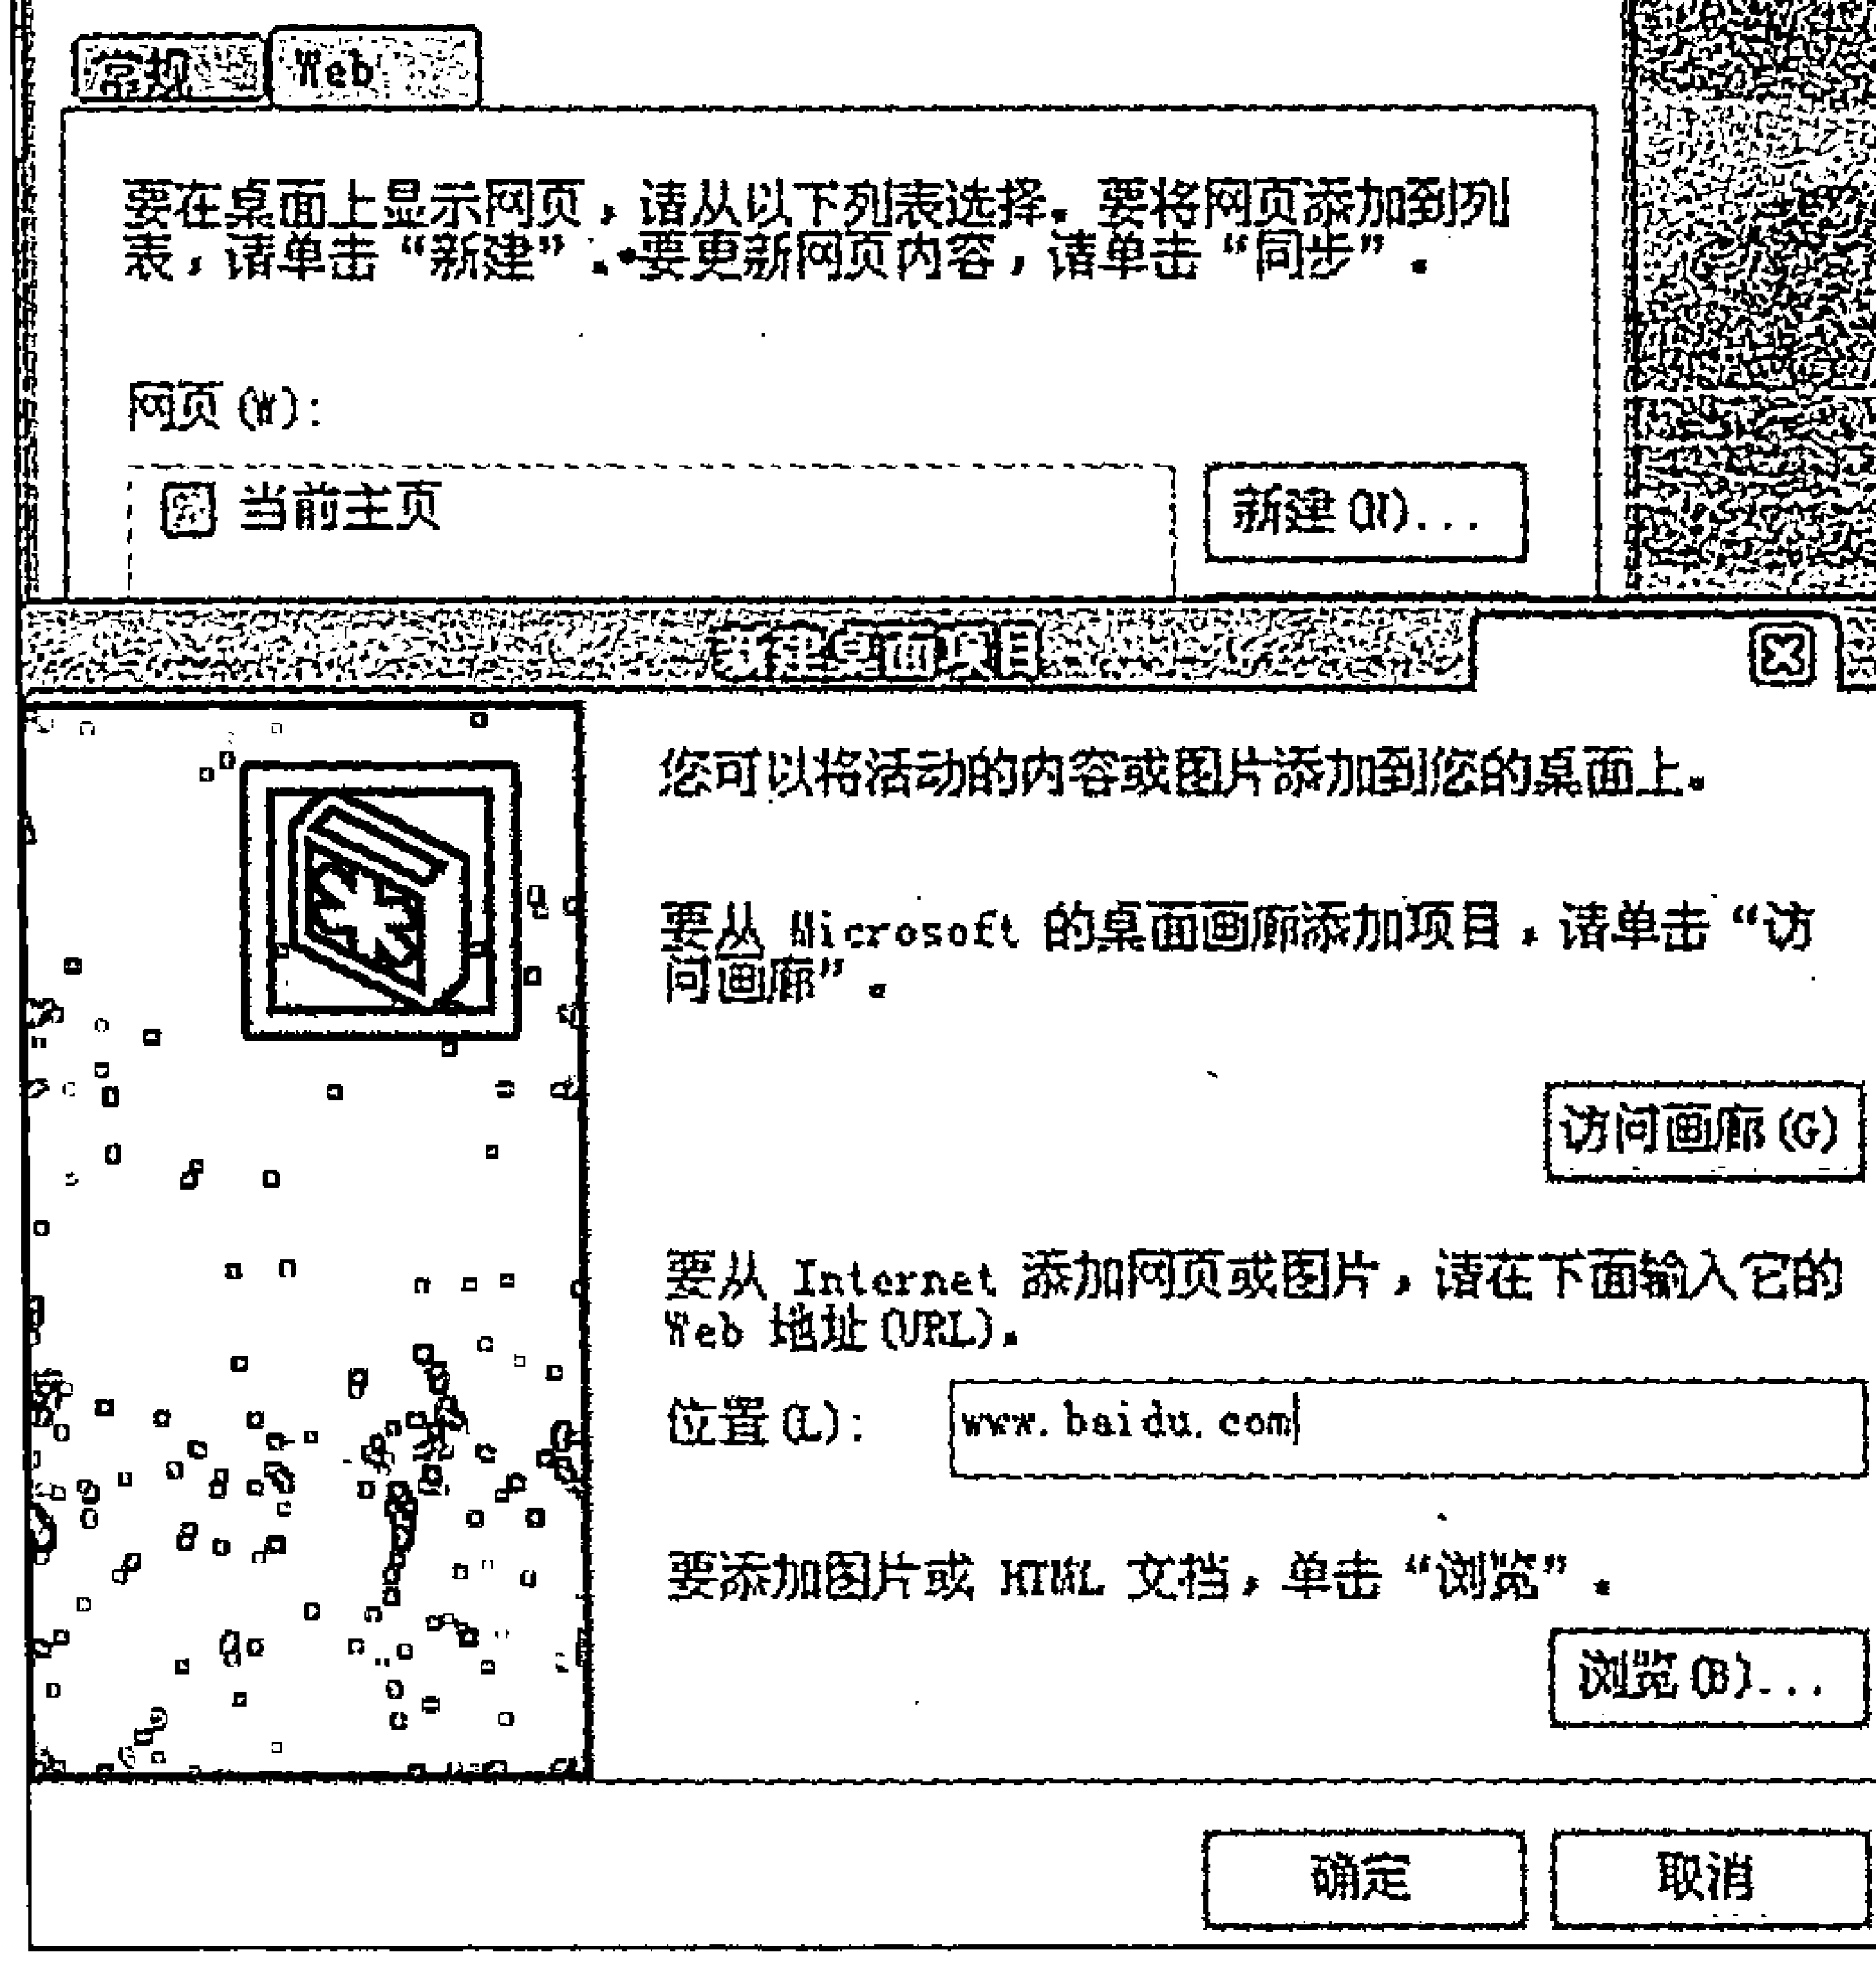 常规 Web
要在桌面上显示网页，请从以下列表选择。要将网页添加到列
表，请单击“新建”。要更新网页内容，请单击“同步”。
网页(W):
当前主页 新建(N)...
新建桌面项目
您可以将活动的内容或图片添加到您的桌面上。
要从 Microsoft 的桌面画廊添加项目，请单击“访
问画廊”。
访问画廊(G)
要从 Internet 添加网页或图片，请在下面输入它的
Web 地址(URL)。
位置(L): www.baidu.com
要添加图片或 HTML 文档，单击“浏览”。
浏览(B)...
确定 取消